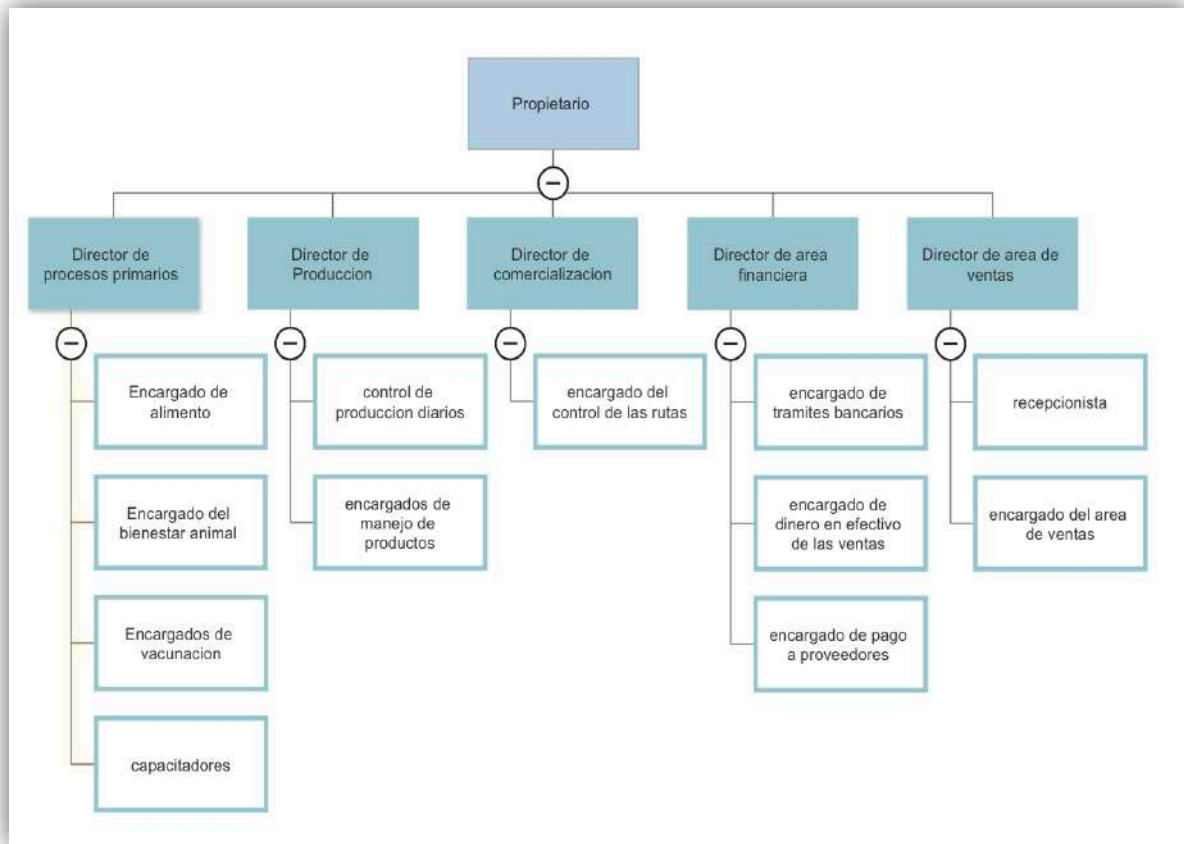 Propietario
Director de
procesos primarios
Director de
Produccion
Director de
comercializacion
Director de area
financiera
Director de area de
ventas
Encargado de
alimento
control de
produccion diarios
encargado del
control de las rutas
encargado de
tramites bancarios
recepcionista
Encargado del
bienestar animal
encargados de
manejo de
productos
encargado de
dinero en efectivo
de las ventas
encargado del area
de ventas
Encargados de
vacunacion
encargado de pago
a proveedores
capacitadores